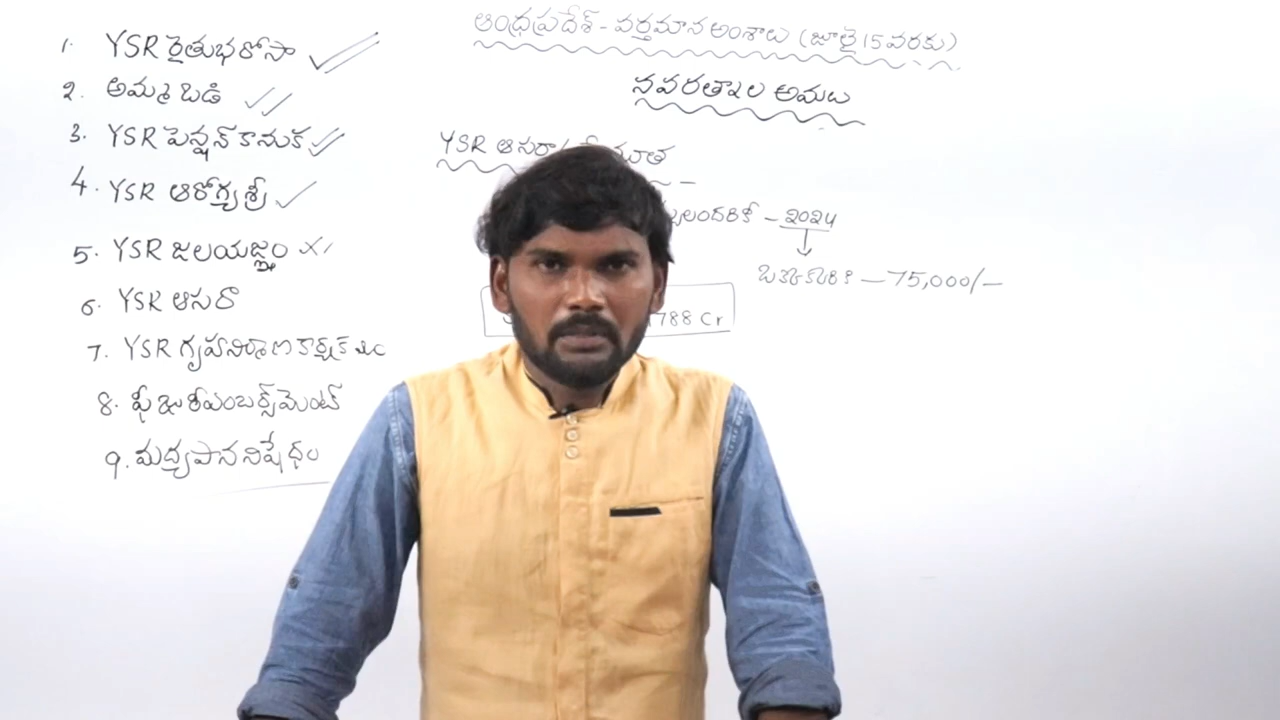 ఆంధ్రప్రదేశ్ - వర్తమాన అంశాలు (జూలై 15 వరకు)
నవరత్నాల అమలు
1. YSR రైతుభరోసా
2. అమ్మ ఒడి
3. YSR పెన్షన్ కానుక
4. YSR ఆరోగ్యశ్రీ
5. YSR జలయజ్ఞం
6. YSR ఆసరా
7. YSR గృహనిర్మాణ కార్యక్రమం
8. ఫీజు రీఎంబర్స్‌మెంట్
9. మద్యపాన నిషేధం
YSR ఆసరా
- 2024
- 75,000/-
788 Cr